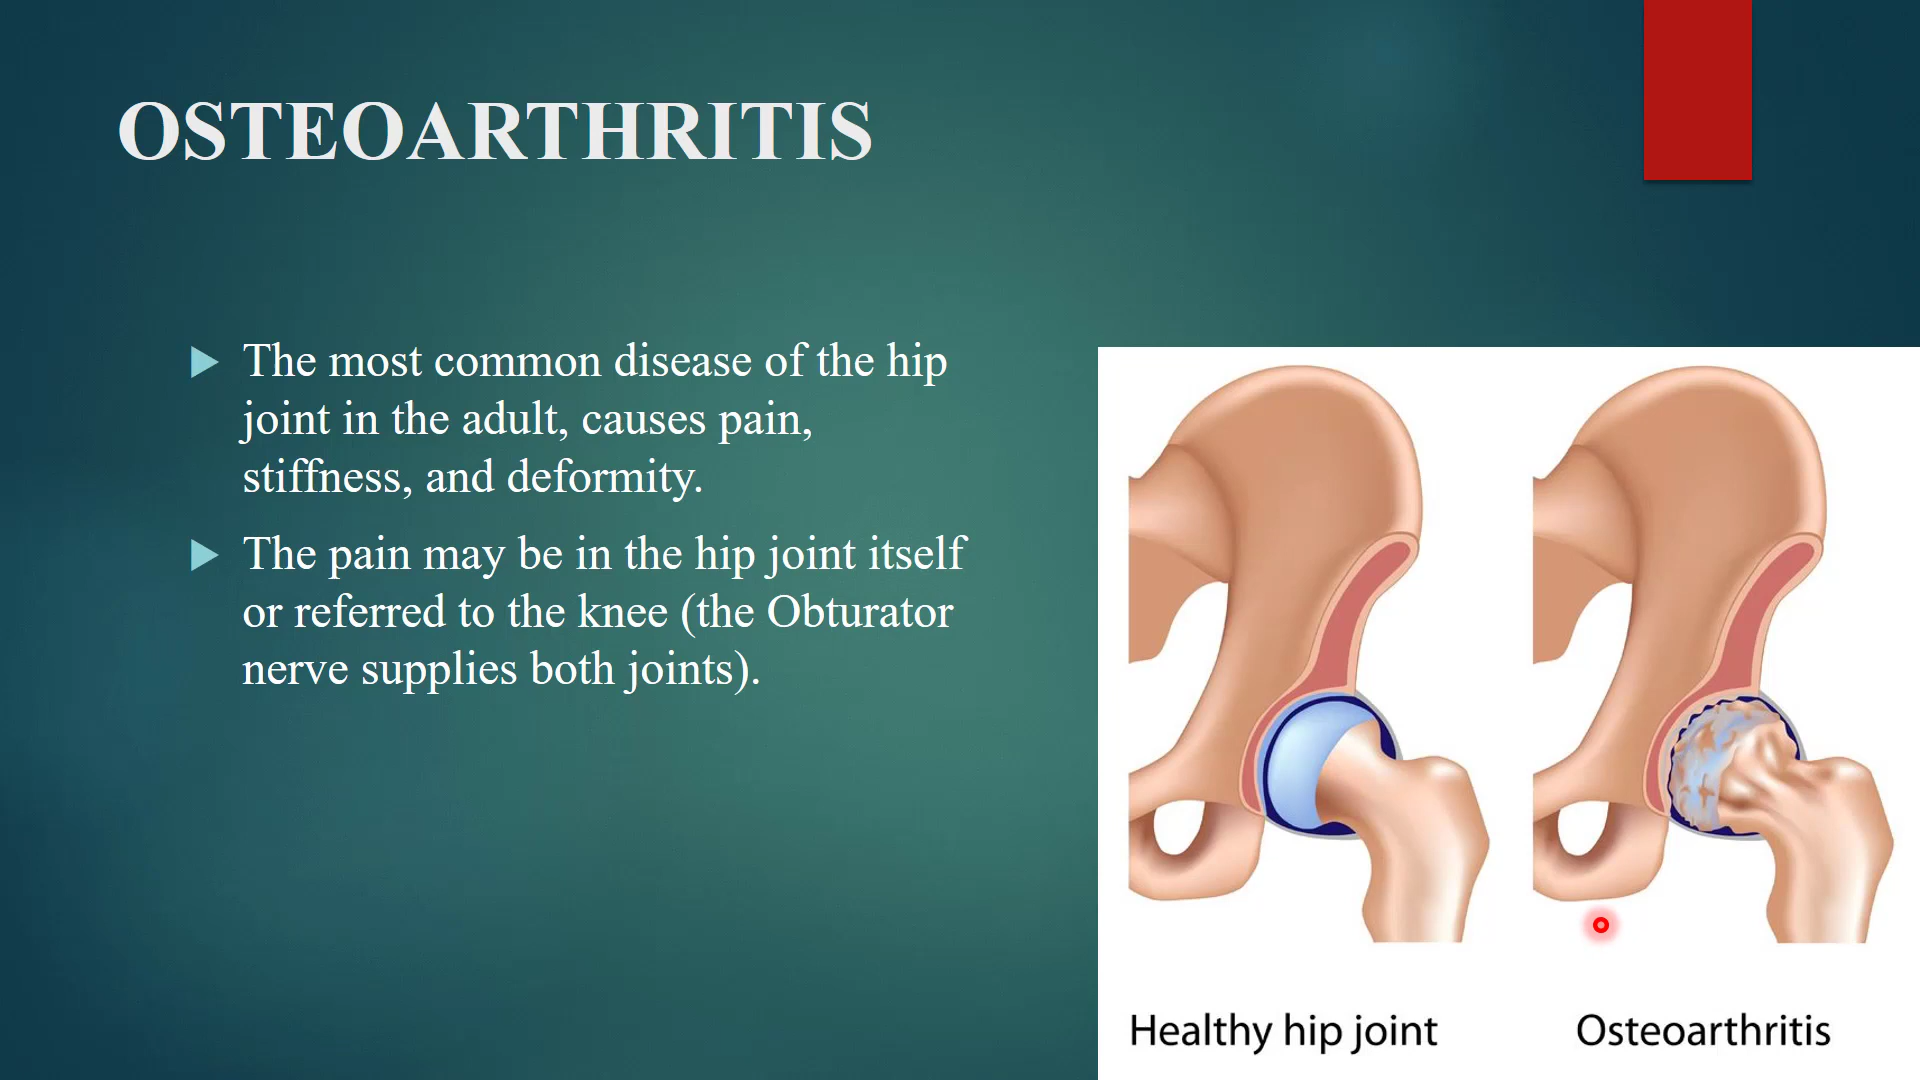 OSTEOARTHRITIS
The most common disease of the hip
joint in the adult, causes pain,
stiffness, and deformity.
The pain may be in the hip joint itself
or referred to the knee (the Obturator
nerve supplies both joints).
Healthy hip joint
Osteoarthritis